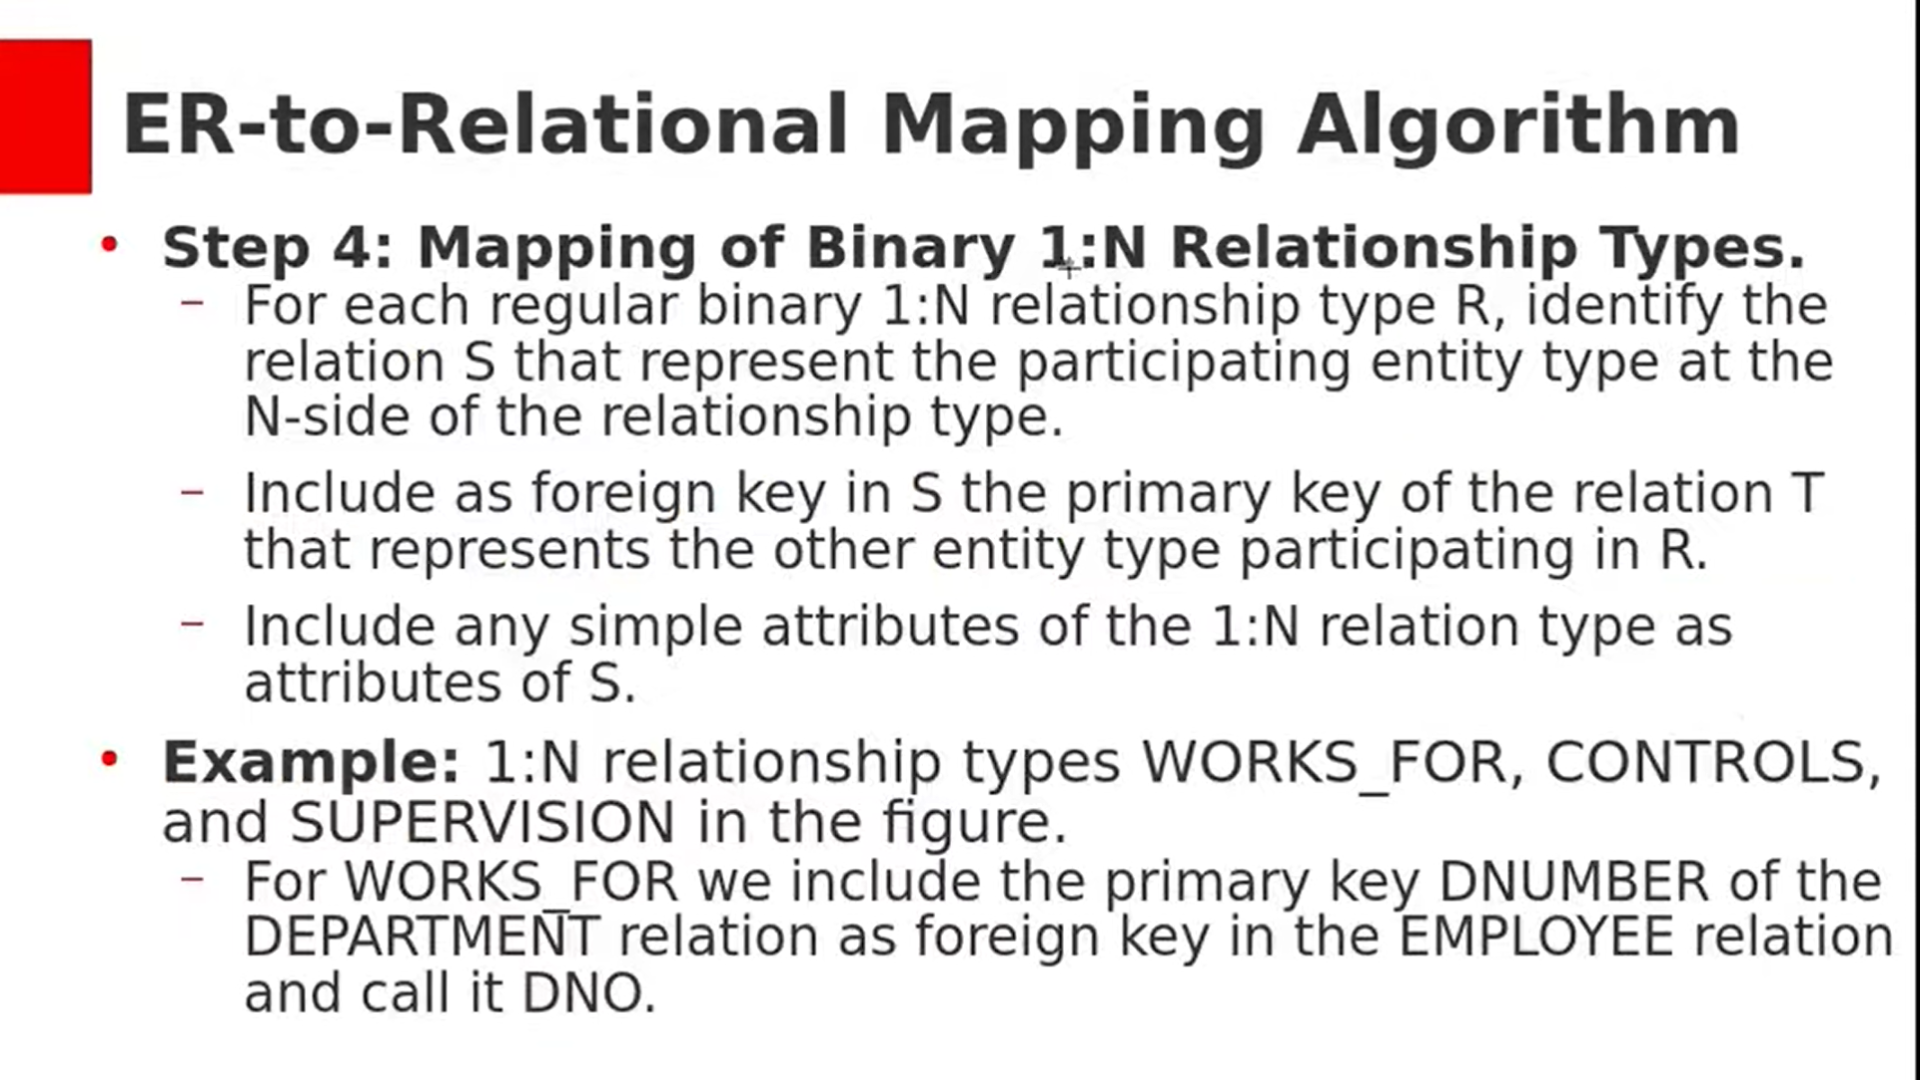 ER-to-Relational Mapping Algorithm
• Step 4: Mapping of Binary 1:N Relationship Types.
– For each regular binary 1:N relationship type R, identify the
relation S that represent the participating entity type at the
N-side of the relationship type.
– Include as foreign key in S the primary key of the relation T
that represents the other entity type participating in R.
– Include any simple attributes of the 1:N relation type as
attributes of S.
• Example: 1:N relationship types WORKS_FOR, CONTROLS,
and SUPERVISION in the figure.
– For WORKS_FOR we include the primary key DNUMBER of the
DEPARTMENT relation as foreign key in the EMPLOYEE relation
and call it DNO.